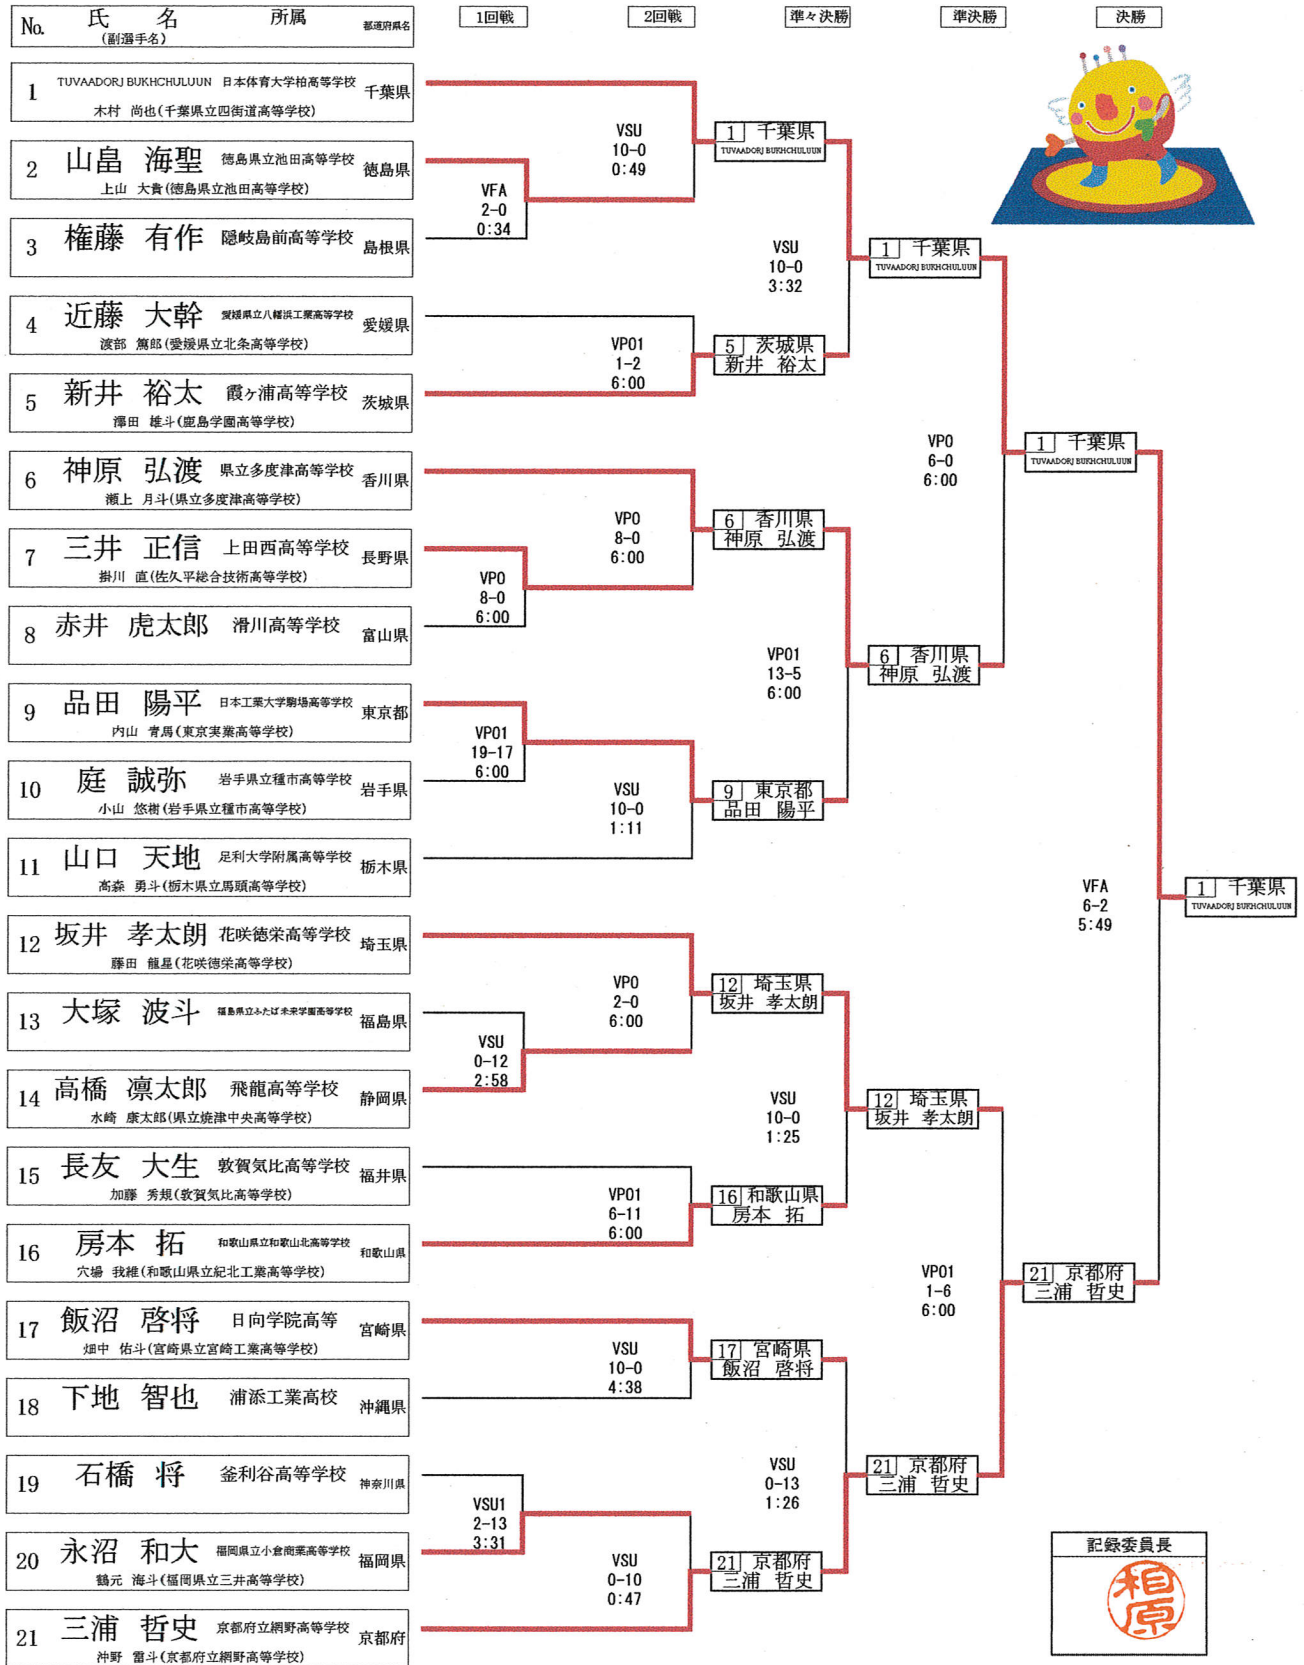 No. 氏 名 所属 都道府県名
(副選手名)
1回戦 2回戦 準々決勝 準決勝 決勝
1 TUVAADORJ BUKHCHULUUN 日本体育大学柏高等学校 千葉県
木村 尚也(千葉県立四街道高等学校)
2 山畠 海聖 徳島県立池田高等学校 徳島県
上山 大貴(徳島県立池田高等学校)
3 権藤 有作 隠岐島前高等学校 島根県
4 近藤 大幹 愛媛県立八幡浜工業高等学校 愛媛県
渡部 篤郎(愛媛県立北条高等学校)
5 新井 裕太 霞ヶ浦高等学校 茨城県
澤田 雄斗(鹿島学園高等学校)
6 神原 弘渡 県立多度津高等学校 香川県
瀬上 月斗(県立多度津高等学校)
7 三井 正信 上田西高等学校 長野県
掛川 直(佐久平総合技術高等学校)
8 赤井 虎太郎 滑川高等学校 富山県
9 品田 陽平 日本工業大学駒場高等学校 東京都
内山 青馬(東京実業高等学校)
10 庭 誠弥 岩手県立種市高等学校 岩手県
小山 悠樹(岩手県立種市高等学校)
11 山口 天地 足利大学附属高等学校 栃木県
高森 勇斗(栃木県立馬頭高等学校)
12 坂井 孝太朗 花咲徳栄高等学校 埼玉県
藤田 龍星(花咲徳栄高等学校)
13 大塚 波斗 福島県立ふたば未来学園高等学校 福島県
14 高橋 凛太郎 飛龍高等学校 静岡県
水崎 康太郎(県立焼津中央高等学校)
15 長友 大生 敦賀気比高等学校 福井県
加藤 秀規(敦賀気比高等学校)
16 房本 拓 和歌山県立和歌山北高等学校 和歌山県
穴場 我維(和歌山県立紀北工業高等学校)
17 飯沼 啓将 日向学院高等 宮崎県
畑中 佑斗(宮崎県立宮崎工業高等学校)
18 下地 智也 浦添工業高校 沖縄県
19 石橋 将 釜利谷高等学校 神奈川県
20 永沼 和大 福岡県立小倉商業高等学校 福岡県
鶴元 海斗(福岡県立三井高等学校)
21 三浦 哲史 京都府立網野高等学校 京都府
沖野 雷斗(京都府立網野高等学校)
VFA
2-0
0:34
VPO
8-0
6:00
VPO1
19-17
6:00
VSU
0-12
2:58
VSU1
2-13
3:31
VSU
10-0
0:49
VPO1
1-2
6:00
VPO
8-0
6:00
VSU
10-0
1:11
VPO
2-0
6:00
VPO1
6-11
6:00
VSU
10-0
4:38
VSU
0-10
0:47
1 千葉県
TUVAADORJ BUKHCHULUUN
5 茨城県
新井 裕太
6 香川県
神原 弘渡
9 東京都
品田 陽平
12 埼玉県
坂井 孝太朗
16 和歌山県
房本 拓
17 宮崎県
飯沼 啓将
21 京都府
三浦 哲史
VSU
10-0
3:32
VPO1
13-5
6:00
VSU
10-0
1:25
VSU
0-13
1:26
1 千葉県
TUVAADORJ BUKHCHULUUN
6 香川県
神原 弘渡
12 埼玉県
坂井 孝太朗
21 京都府
三浦 哲史
VPO
6-0
6:00
VPO1
1-6
6:00
1 千葉県
TUVAADORJ BUKHCHULUUN
21 京都府
三浦 哲史
VFA
6-2
5:49
1 千葉県
TUVAADORJ BUKHCHULUUN
記録委員長
相原